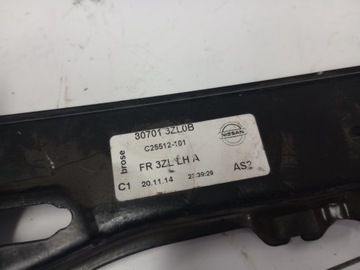 30701 3ZL0B
C25512-101
NISSAN
brose
FR 3ZL LH A
C1
20.11.14
23:39:29
AS2